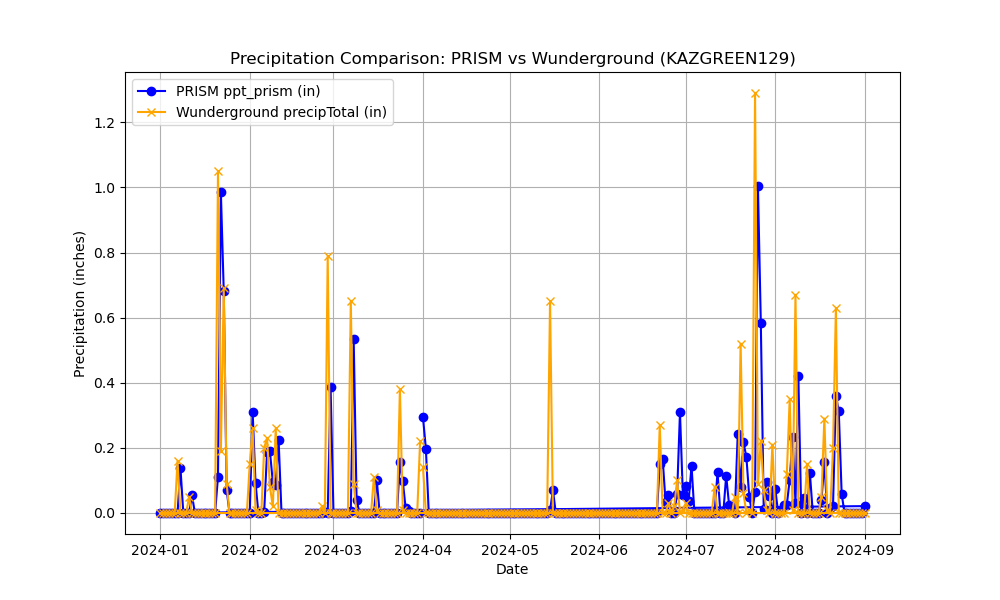 Precipitation Comparison: PRISM vs Wunderground (KAZGREEN129)
PRISM ppt_prism (in)
Wunderground precipTotal (in)
Precipitation (inches)
1.2
1.0
0.8
0.6
0.4
0.2
0.0
2024-01 2024-02 2024-03 2024-04 2024-05 2024-06 2024-07 2024-08 2024-09
Date